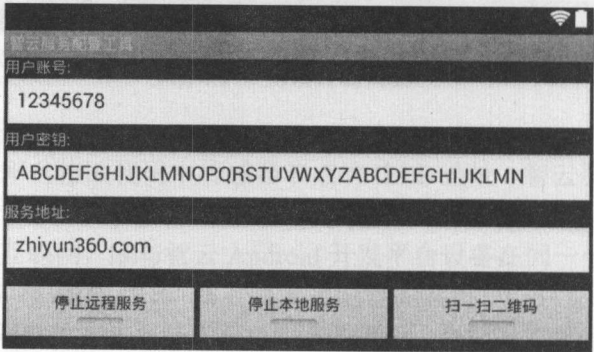 智云服务配置工具
用户账号:
12345678
用户密钥:
ABCDEFGHIJKLMNOPQRSTUVWXYZABCDEFGHIJKLMN
服务地址:
zhiyun360.com
停止远程服务
停止本地服务
扫一扫二维码